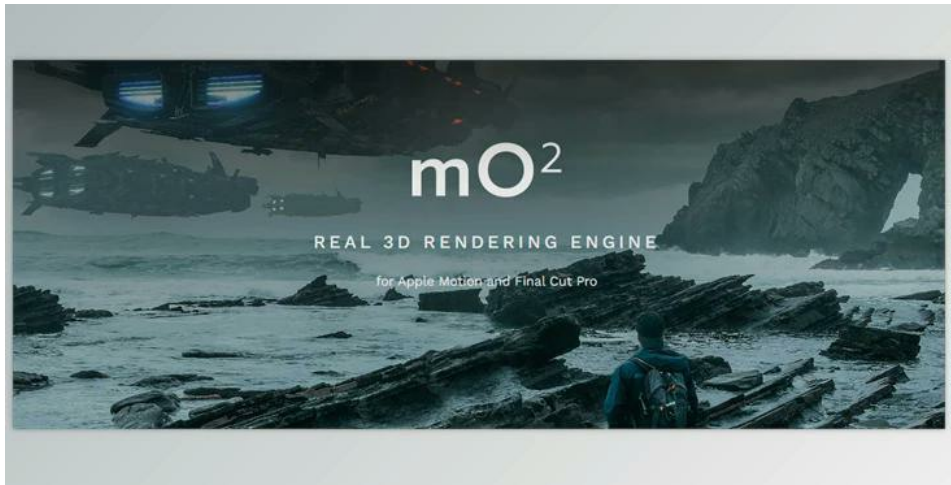 mO²
REAL 3D RENDERING ENGINE
for Apple Motion and Final Cut Pro